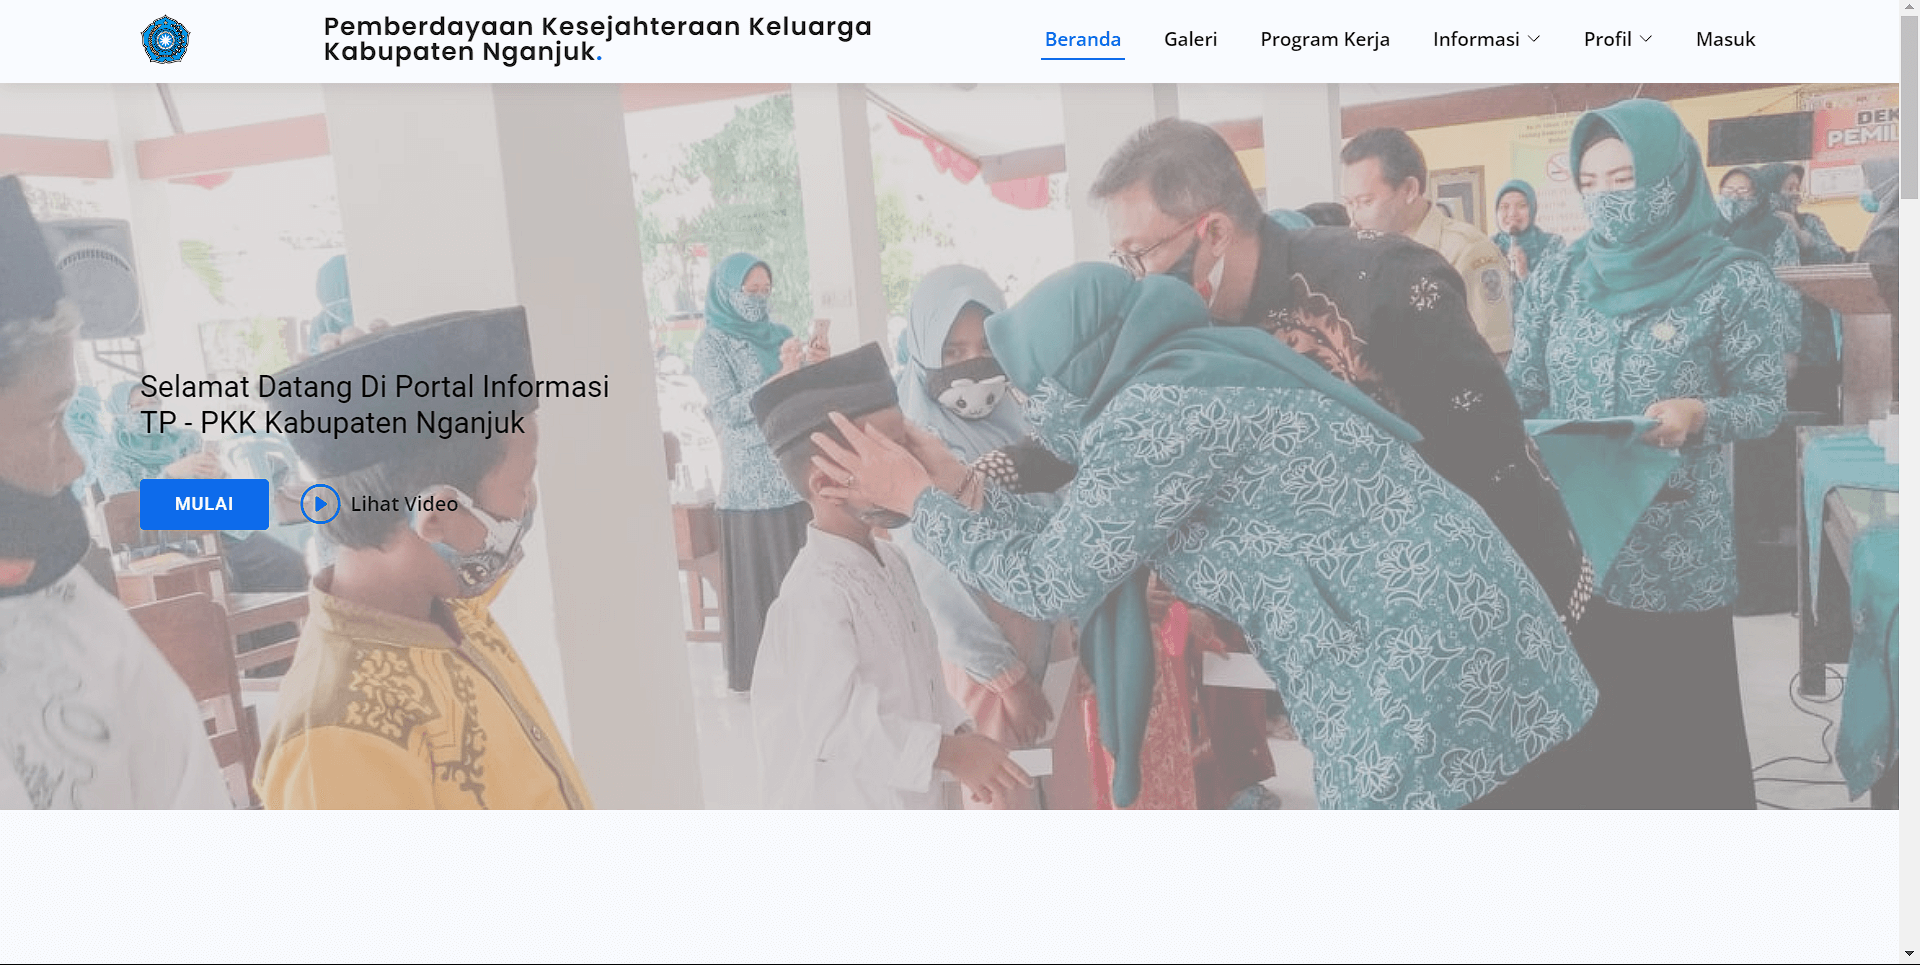 Pemberdayaan Kesejahteraan Keluarga
Kabupaten Nganjuk.
Beranda
Galeri
Program Kerja
Informasi
Profil
Masuk
DEK
PEMIL
Selamat Datang Di Portal Informasi
TP - PKK Kabupaten Nganjuk
MULAI
Lihat Video